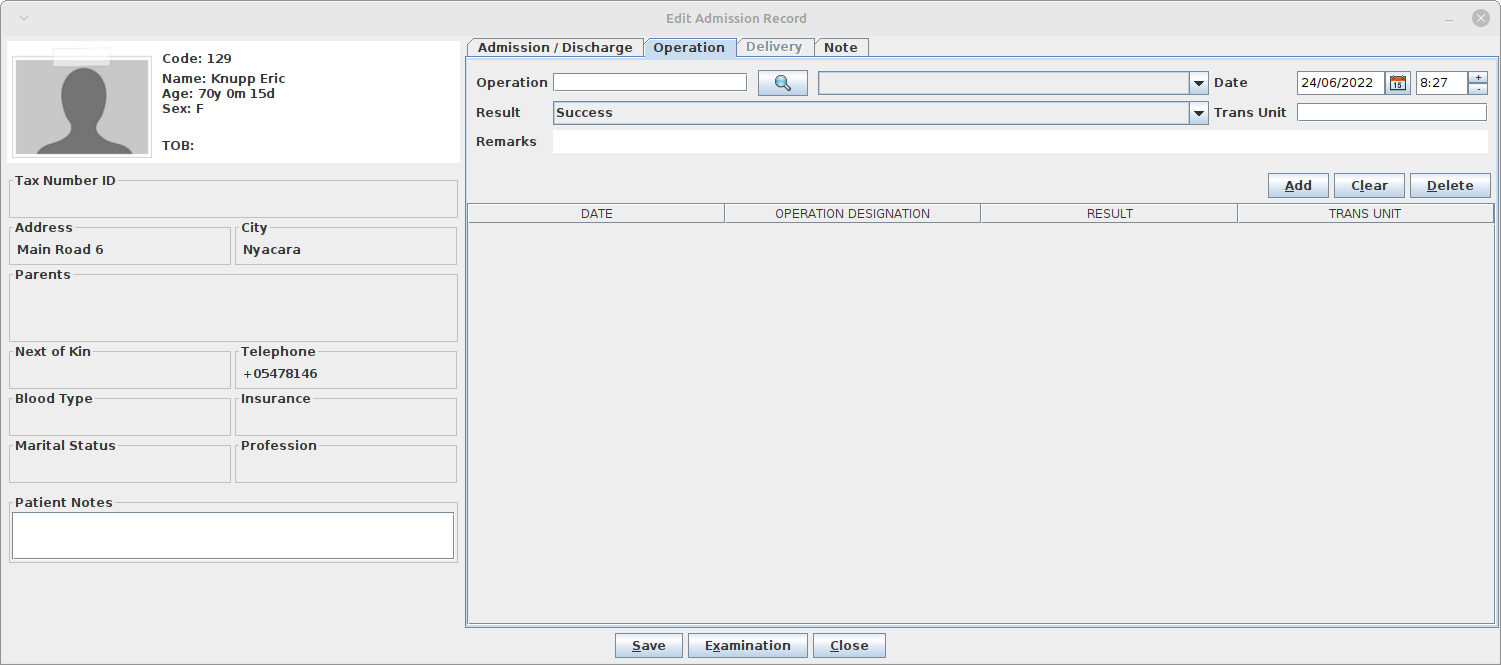 Edit Admission Record
Code: 129
Name: Knupp Eric
Age: 70y 0m 15d
Sex: F
TOB:
Tax Number ID
Address City
Main Road 6 Nyacara
Parents
Next of Kin Telephone
+05478146
Blood Type Insurance
Marital Status Profession
Patient Notes
Admission / Discharge Operation Delivery Note
Operation Date 24/06/2022 15 8:27 + -
Result Success Trans Unit
Remarks
Add Clear Delete
DATE OPERATION DESIGNATION RESULT TRANS UNIT
Save Examination Close